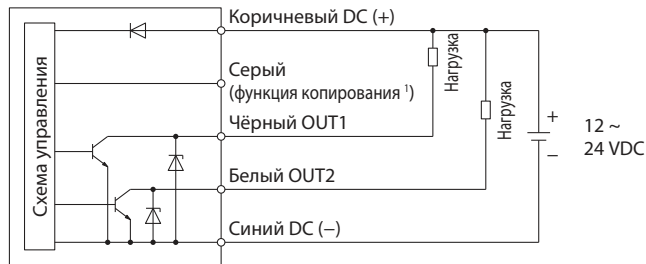 Коричневый DC (+)
Серый
(функция копирования ¹)
Чёрный OUT1
Белый OUT2
Синий DC (−)
Схема управления
Нагрузка
Нагрузка
+
12 ~
24 VDC
−